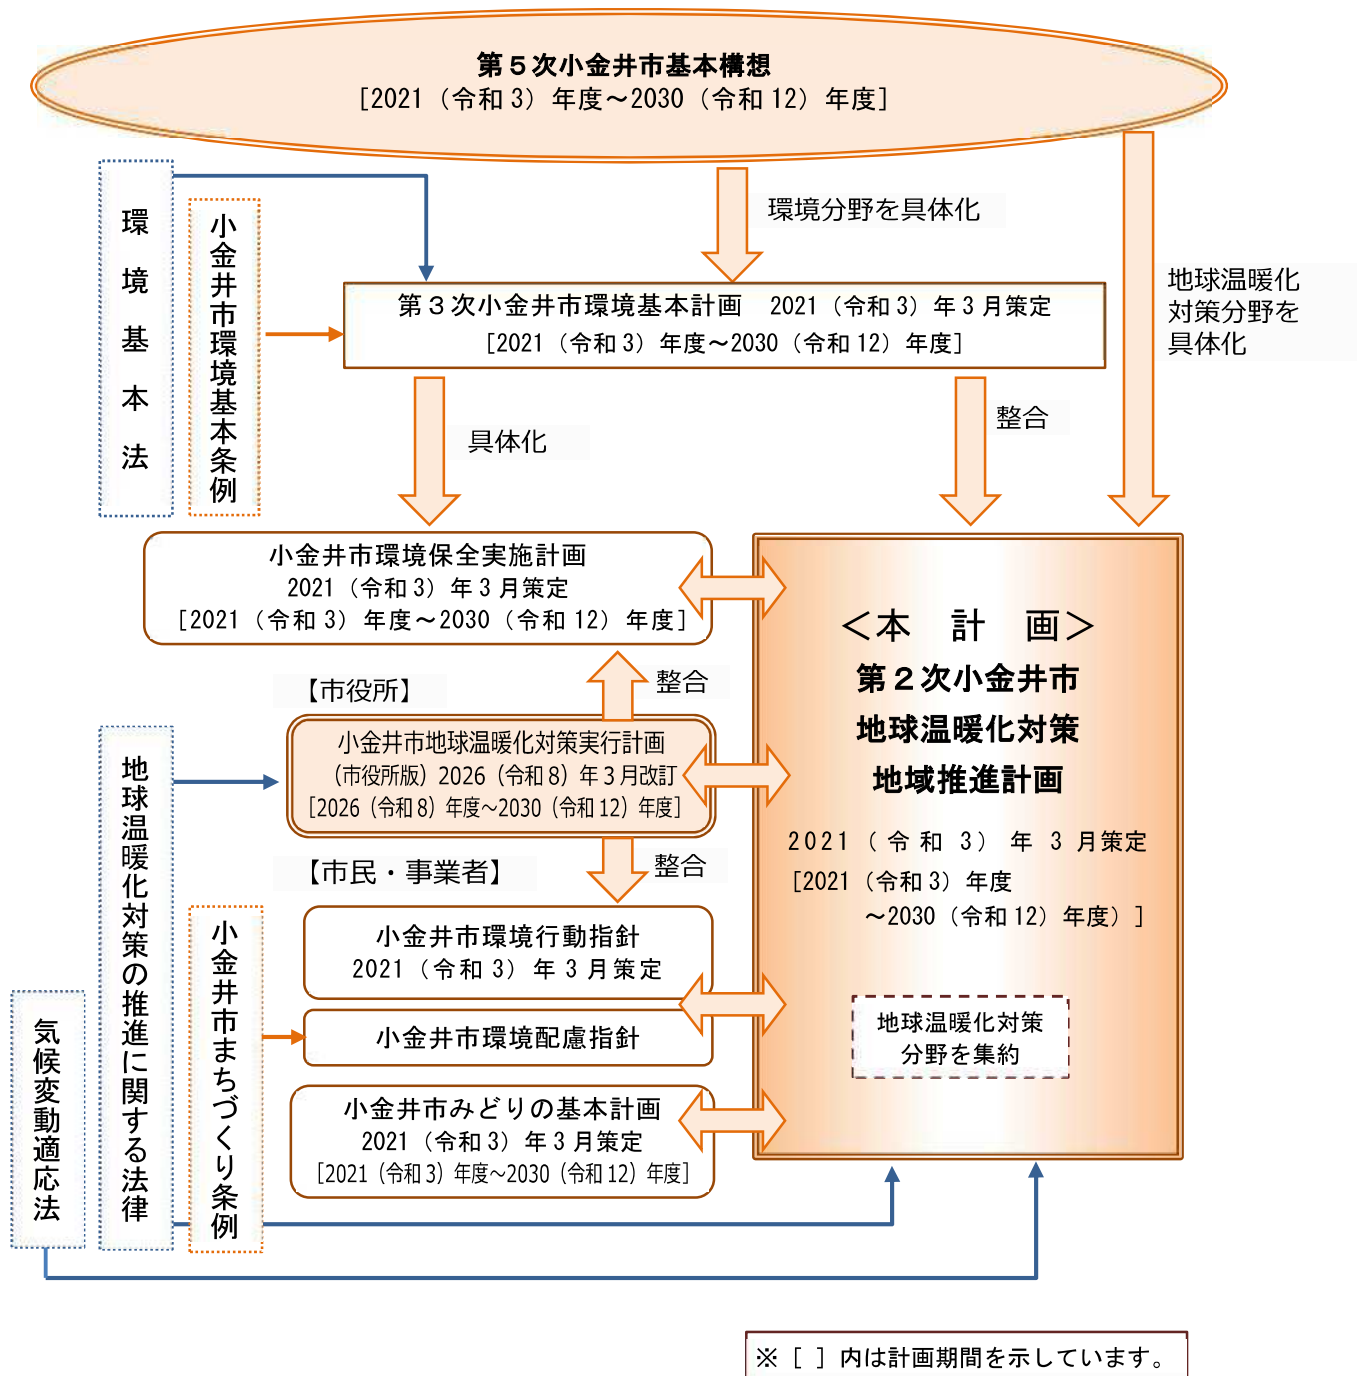 第５次小金井市基本構想
［2021（令和３）年度～2030（令和12）年度］
環境分野を具体化
地球温暖化
対策分野を
具体化
環境基本法
小金井市環境基本条例
第３次小金井市環境基本計画　2021（令和３）年３月策定
［2021（令和３）年度～2030（令和12）年度］
具体化
整合
小金井市環境保全実施計画
2021（令和３）年３月策定
［2021（令和３）年度～2030（令和12）年度］
【市役所】
整合
小金井市地球温暖化対策実行計画
（市役所版）2026（令和８）年３月改訂
［2026（令和８）年度～2030（令和12）年度］
【市民・事業者】
整合
小金井市環境行動指針
2021（令和３）年３月策定
小金井市環境配慮指針
小金井市みどりの基本計画
2021（令和３）年３月策定
［2021（令和３）年度～2030（令和12）年度］
＜本　計　画＞
第２次小金井市
地球温暖化対策
地域推進計画
2021（令和３）年３月策定
［2021（令和３）年度
～2030（令和12）年度）］
地球温暖化対策
分野を集約
地球温暖化対策の推進に関する法律
小金井市まちづくり条例
気候変動適応法
※［ ］内は計画期間を示しています。